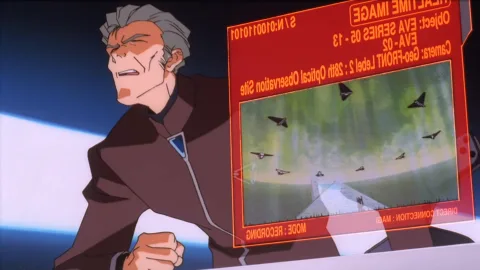 REALTIME IMAGE
S/N:010011010
Object: EVA SERIES 05 - 13
EVA - 02
Camera: Geo-FRONT Label 2 : 28th Optical Observation Site
DIRECT CONNECTION : MAGI
MODE : RECORDING